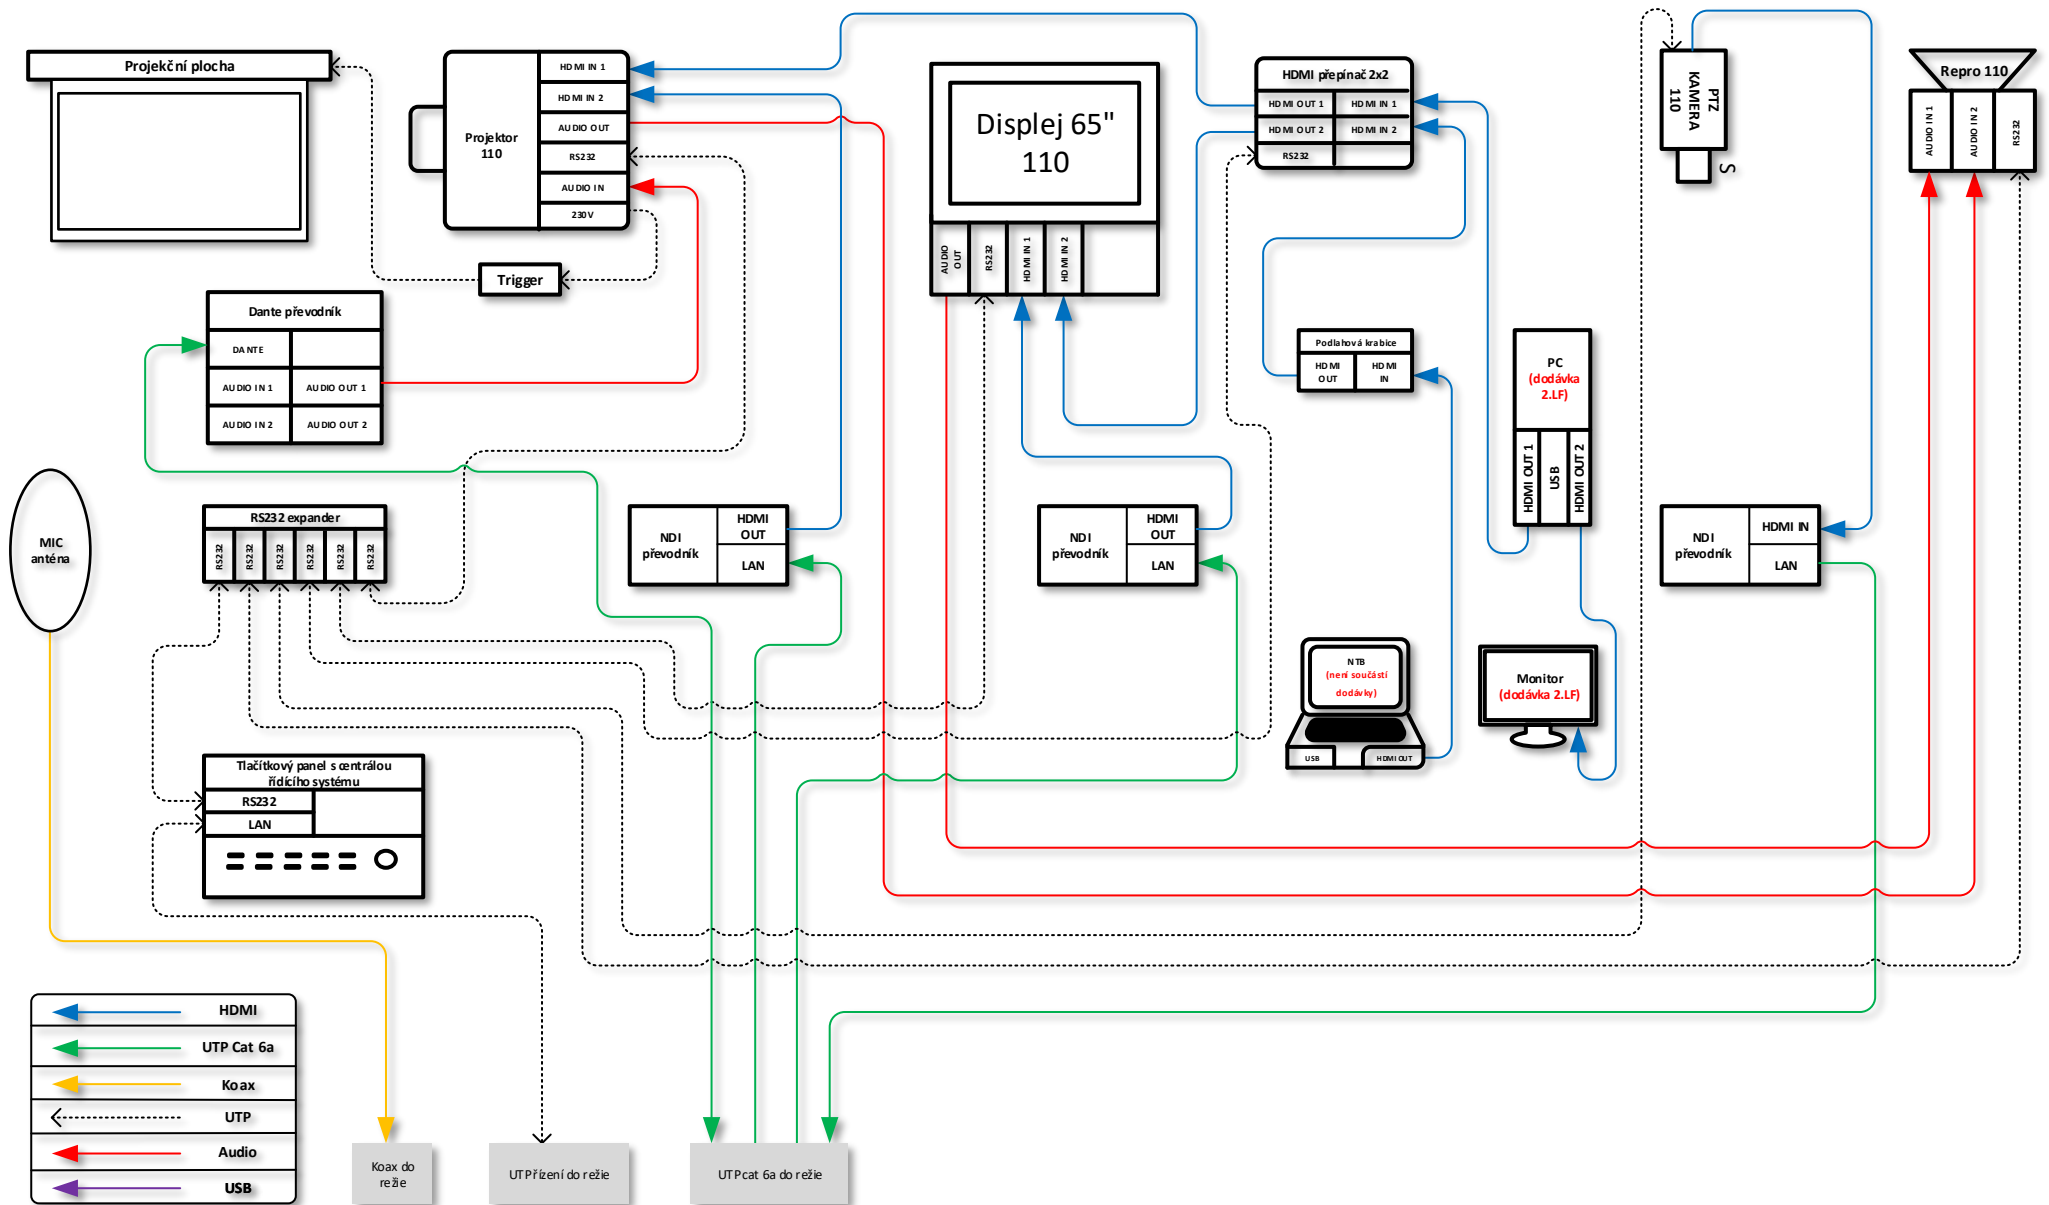 Projekční plocha
Projektor
110
HDMI IN 1
HDMI IN 2
AUDIO OUT
RS232
AUDIO IN
230V
Trigger
Displej 65"
110
AUDIO
OUT
RS232
HDMI IN 1
HDMI IN 2
HDMI přepínač 2x2
HDMI OUT 1
HDMI IN 1
HDMI OUT 2
HDMI IN 2
RS232
PTZ
KAMERA
110
S
Repro 110
AUDIO IN 1
AUDIO IN 2
RS232
Dante převodník
DANTE
AUDIO IN 1
AUDIO OUT 1
AUDIO IN 2
AUDIO OUT 2
Podlahová krabice
HDMI
OUT
HDMI
IN
PC
(dodávka
2.LF)
HDMI OUT 1
USB
HDMI OUT 2
MIC
anténa
RS232 expander
RS232
RS232
RS232
RS232
RS232
RS232
NDI
převodník
HDMI
OUT
LAN
NDI
převodník
HDMI
OUT
LAN
NDI
převodník
HDMI IN
LAN
NTB
(není součástí
dodávky)
USB
HDMI OUT
Monitor
(dodávka 2.LF)
Tlačítkový panel s centrálou
řídícího systému
RS232
LAN
HDMI
UTP Cat 6a
Koax
UTP
Audio
USB
Koax do
režie
UTP řízení do režie
UTP cat 6a do režie